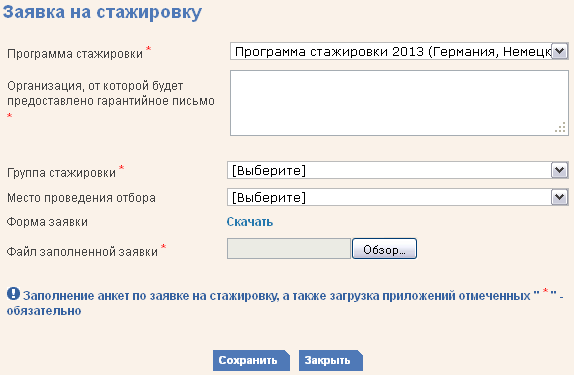 Заявка на стажировку
Программа стажировки *
Программа стажировки 2013 (Германия, Немецк
Организация, от которой будет
предоставлено гарантийное письмо
*
Группа стажировки *
[Выберите]
Место проведения отбора
[Выберите]
Форма заявки
Скачать
Файл заполненной заявки *
Обзор...
Заполнение анкет по заявке на стажировку, а также загрузка приложений отмеченных " * " -
обязательно
Сохранить
Закрыть